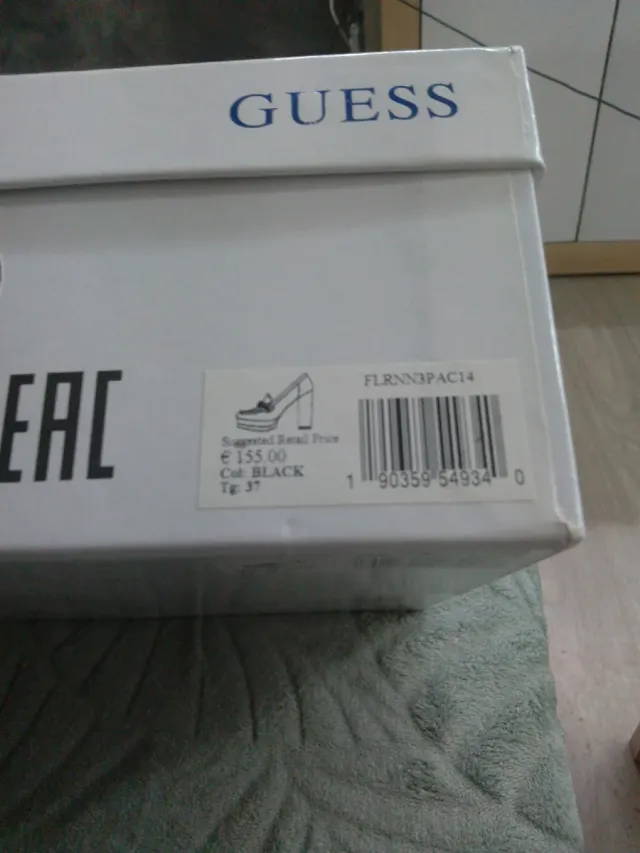 GUESS
EAC
FLRNN3PAC14
Suggested Retail Price
€ 155.00
Col: BLACK
Tg: 37
1 90359 54934 0